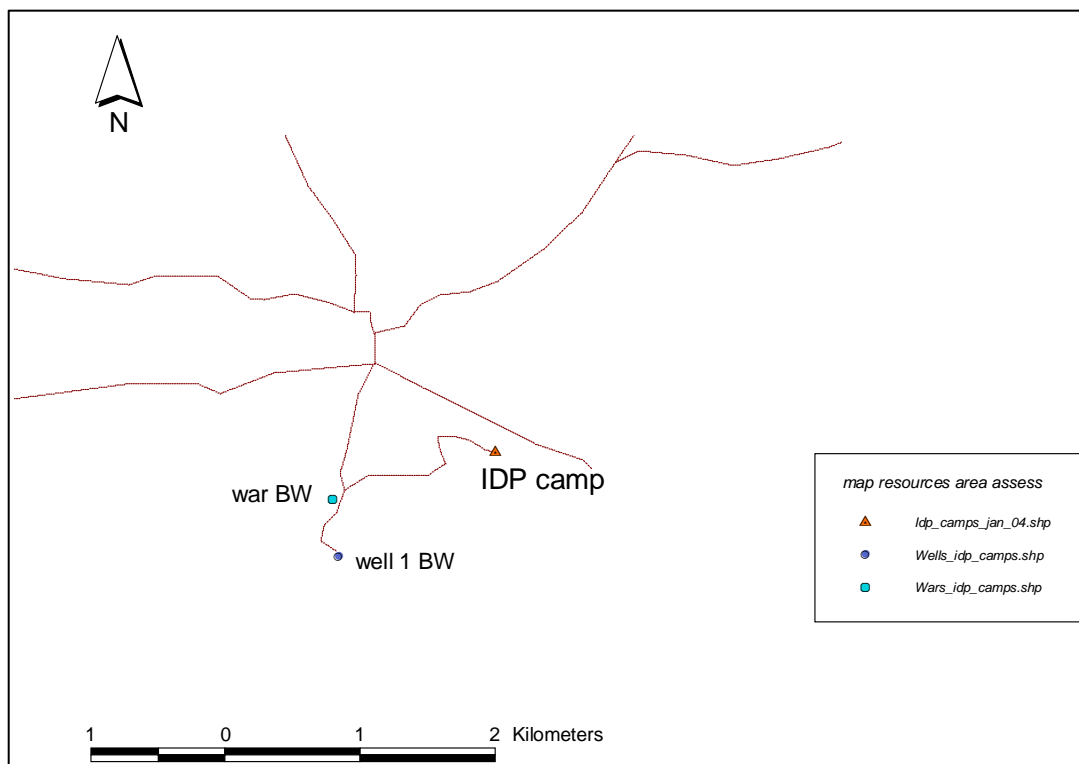 N
IDP camp
war BW
well 1 BW
map resources area assess
Idp_camps_jan_04.shp
Wells_idp_camps.shp
Wars_idp_camps.shp
1 0 1 2 Kilometers